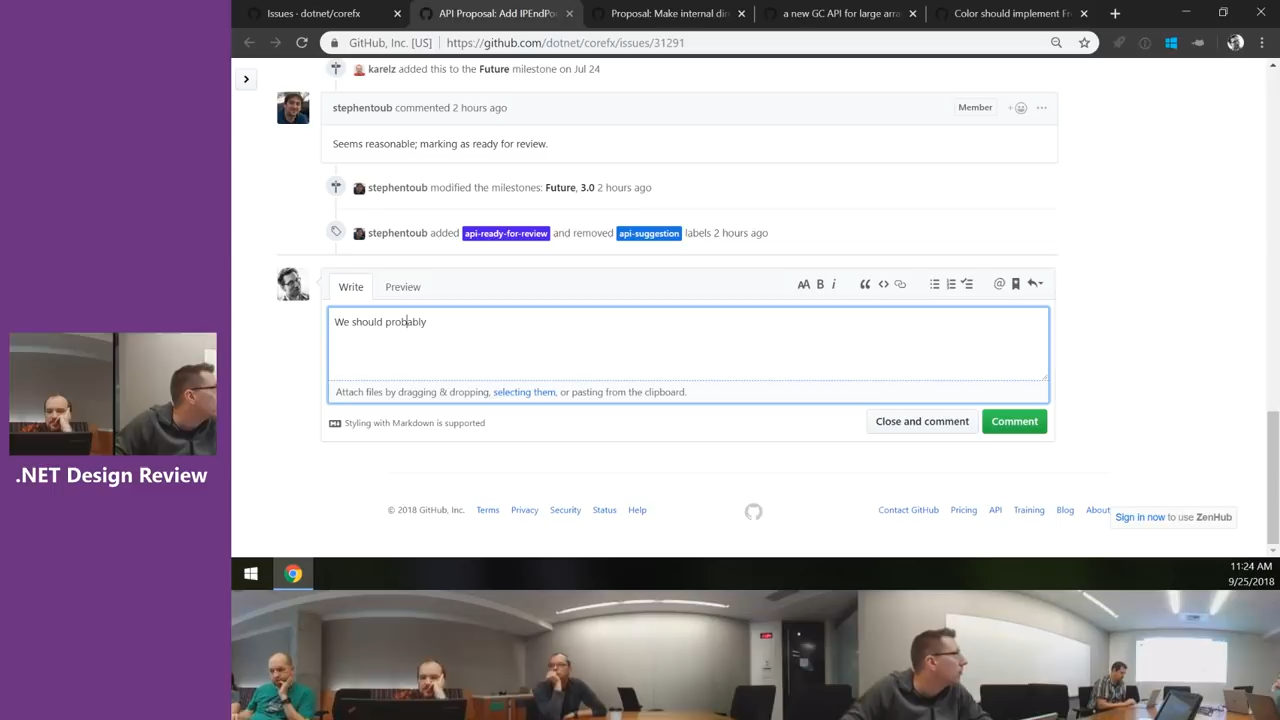 Issues · dotnet/corefx
API Proposal: Add IPEndPo
Proposal: Make internal di
a new GC API for large arra
Color should implement F
GitHub, Inc. [US]
https://github.com/dotnet/corefx/issues/31291
karelz added this to the Future milestone on Jul 24
stephentoub commented 2 hours ago
Member
Seems reasonable; marking as ready for review.
stephentoub modified the milestones: Future, 3.0 2 hours ago
stephentoub added api-ready-for-review and removed api-suggestion labels 2 hours ago
Write
Preview
We should probably
Attach files by dragging & dropping, selecting them, or pasting from the clipboard.
Styling with Markdown is supported
Close and comment
Comment
.NET Design Review
© 2018 GitHub, Inc.
Terms
Privacy
Security
Status
Help
Contact GitHub
Pricing
API
Training
Blog
About
Sign in now to use ZenHub
11:24 AM
9/25/2018